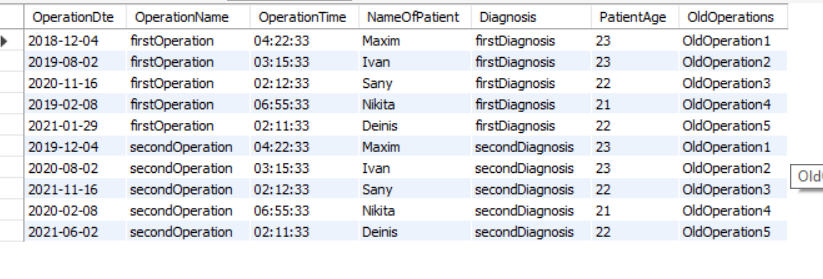 OperationDte OperationName OperationTime NameOfPatient Diagnosis PatientAge OldOperations
2018-12-04 firstOperation 04:22:33 Maxim firstDiagnosis 23 OldOperation1
2019-08-02 firstOperation 03:15:33 Ivan firstDiagnosis 23 OldOperation2
2020-11-16 firstOperation 02:12:33 Sany firstDiagnosis 22 OldOperation3
2019-02-08 firstOperation 06:55:33 Nikita firstDiagnosis 21 OldOperation4
2021-01-29 firstOperation 02:11:33 Deinis firstDiagnosis 22 OldOperation5
2019-12-04 secondOperation 04:22:33 Maxim secondDiagnosis 23 OldOperation1
2020-08-02 secondOperation 03:15:33 Ivan secondDiagnosis 23 OldOperation2
2021-11-16 secondOperation 02:12:33 Sany secondDiagnosis 22 OldOperation3
2020-02-08 secondOperation 06:55:33 Nikita secondDiagnosis 21 OldOperation4
2021-06-02 secondOperation 02:11:33 Deinis secondDiagnosis 22 OldOperation5